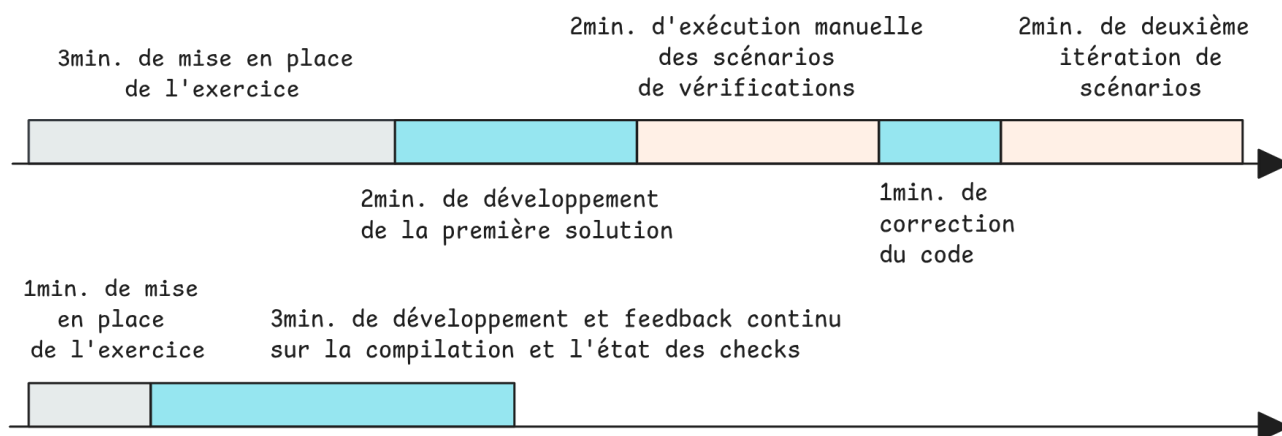 3min. de mise en place
de l'exercice
2min. d'exécution manuelle
des scénarios
de vérifications
2min. de deuxième
itération de
scénarios
2min. de développement
de la première solution
1min. de
correction
du code
1min. de mise
en place
de l'exercice
3min. de développement et feedback continu
sur la compilation et l'état des checks